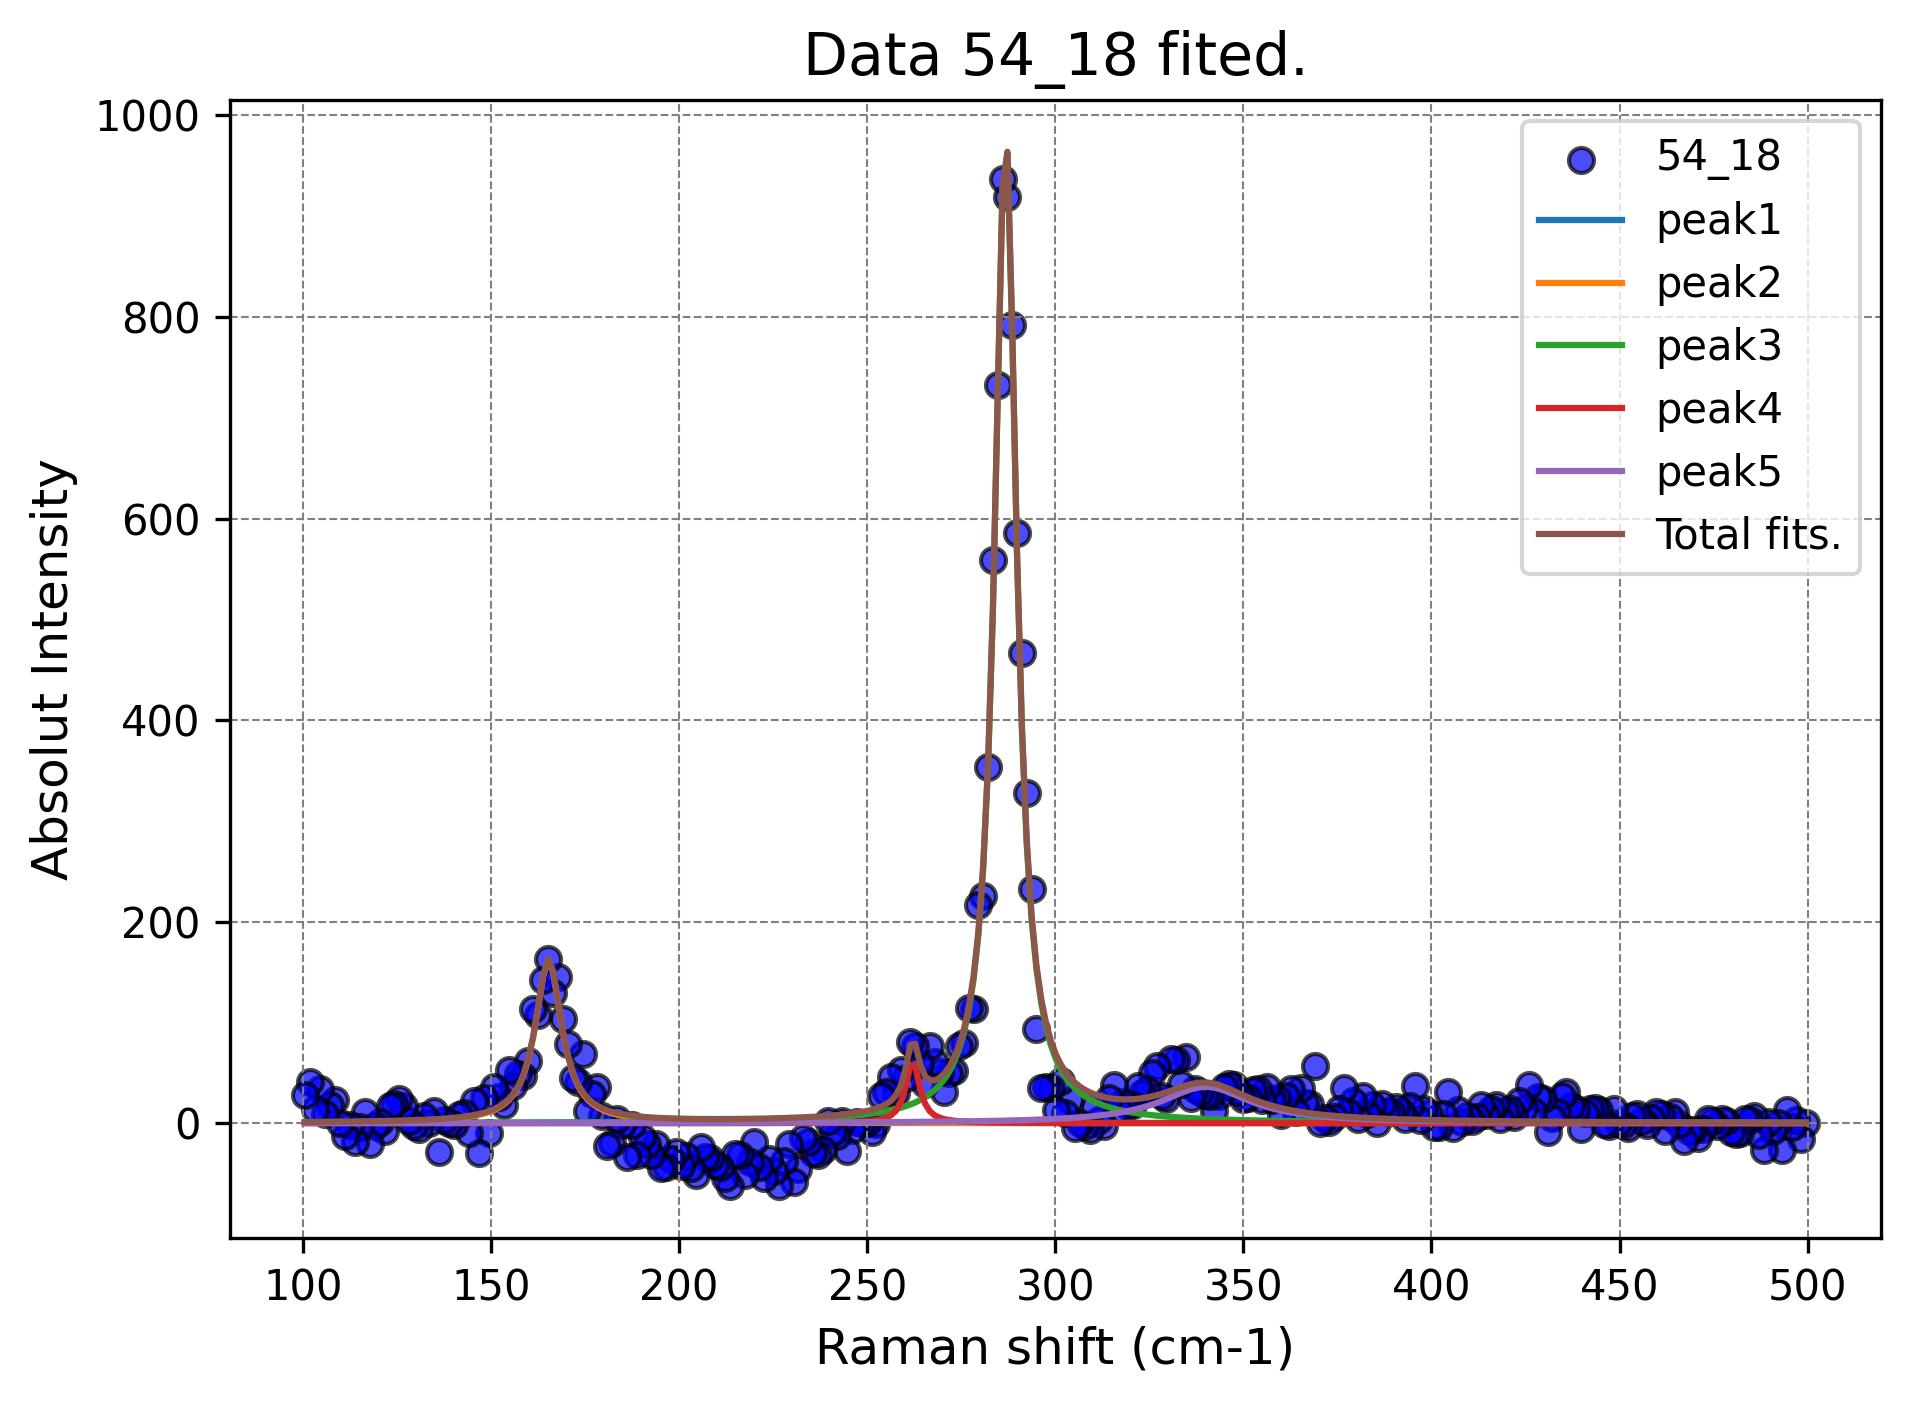 Data 54_18 fited.
Absolut Intensity
1000
800
600
400
200
0
100 150 200 250 300 350 400 450 500
Raman shift (cm-1)
54_18
peak1
peak2
peak3
peak4
peak5
Total fits.